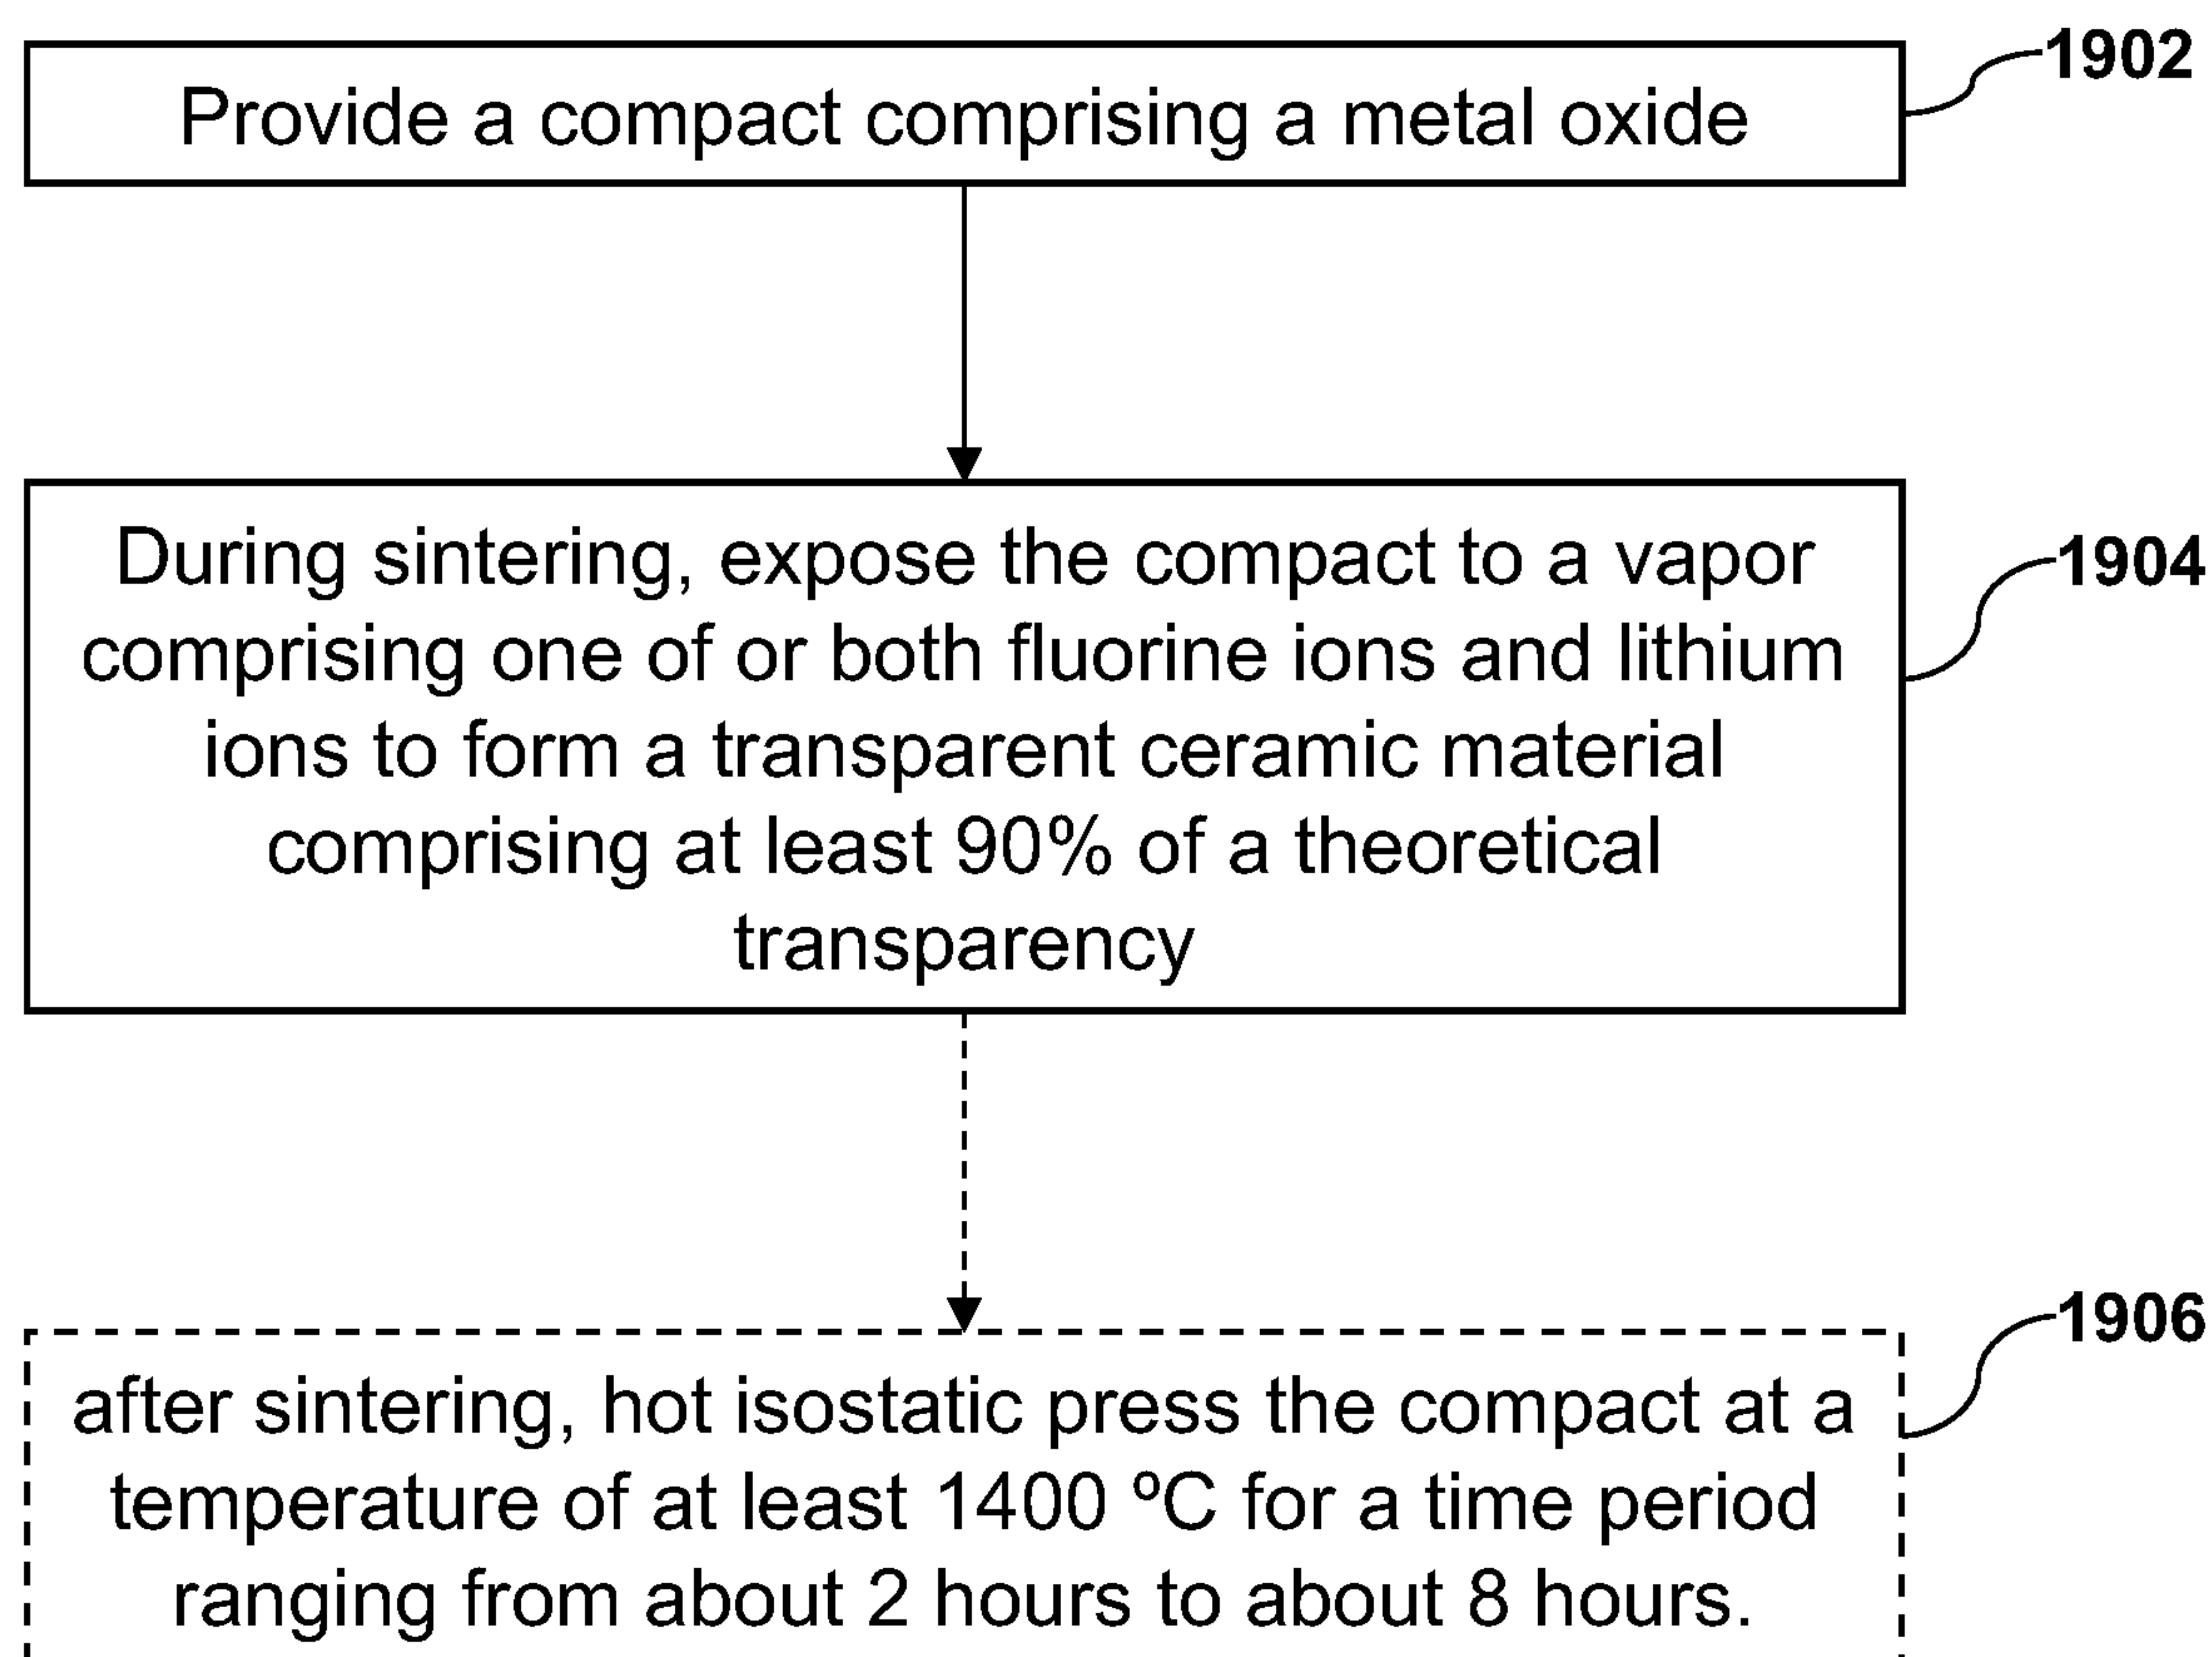 1902
Provide a compact comprising a metal oxide
1904
During sintering, expose the compact to a vapor
comprising one of or both fluorine ions and lithium
ions to form a transparent ceramic material
comprising at least 90% of a theoretical
transparency
1906
after sintering, hot isostatic press the compact at a
temperature of at least 1400 ºC for a time period
ranging from about 2 hours to about 8 hours.